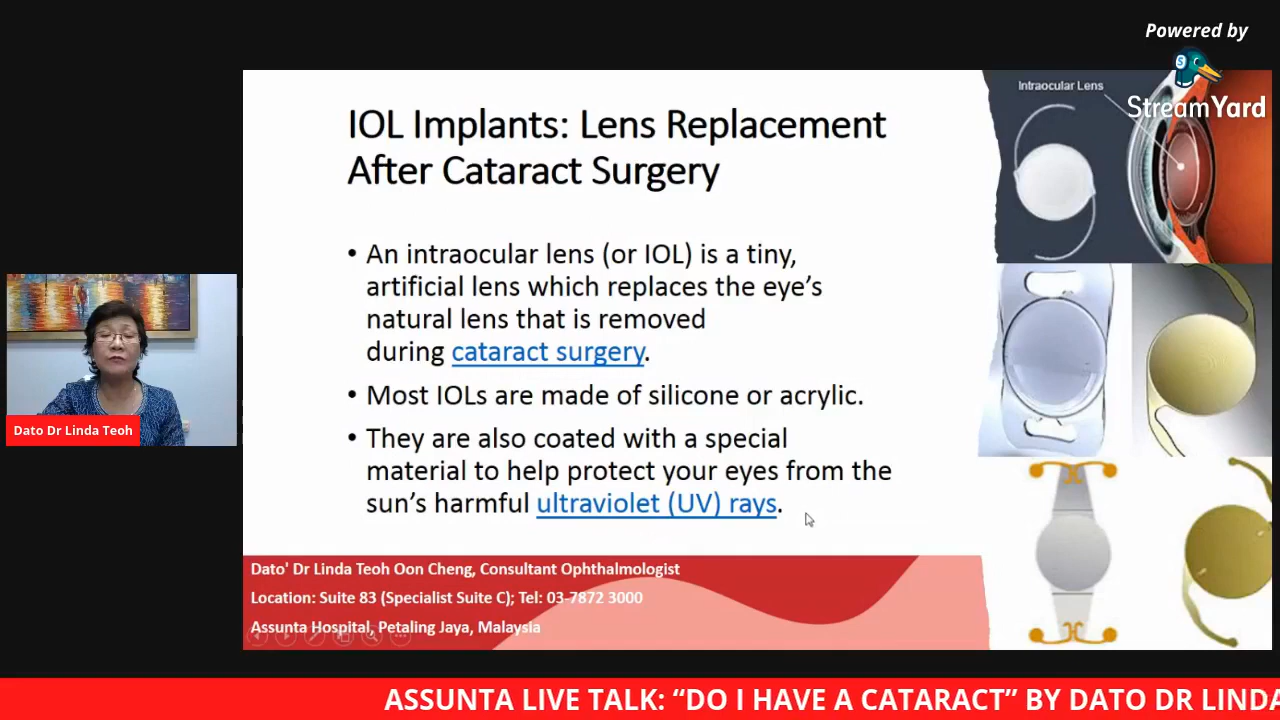 Powered by
StreamYard
Intraocular Lens
IOL Implants: Lens Replacement
After Cataract Surgery
• An intraocular lens (or IOL) is a tiny,
artificial lens which replaces the eye’s
natural lens that is removed
during cataract surgery.
• Most IOLs are made of silicone or acrylic.
• They are also coated with a special
material to help protect your eyes from the
sun’s harmful ultraviolet (UV) rays.
Dato Dr Linda Teoh
Dato' Dr Linda Teoh Oon Cheng, Consultant Ophthalmologist
Location: Suite 83 (Specialist Suite C); Tel: 03-7872 3000
Assunta Hospital, Petaling Jaya, Malaysia
ASSUNTA LIVE TALK: “DO I HAVE A CATARACT” BY DATO DR LINDA